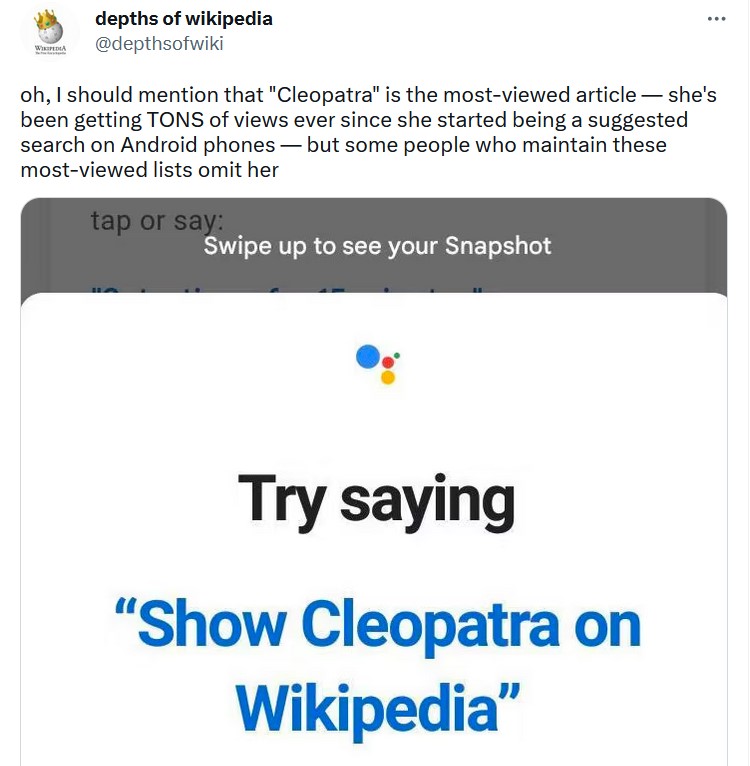 depths of wikipedia
@depthsofwiki
WIKIPEDIA
oh, I should mention that "Cleopatra" is the most-viewed article — she's
been getting TONS of views ever since she started being a suggested
search on Android phones — but some people who maintain these
most-viewed lists omit her
tap or say:
Swipe up to see your Snapshot
Try saying
“Show Cleopatra on
Wikipedia”